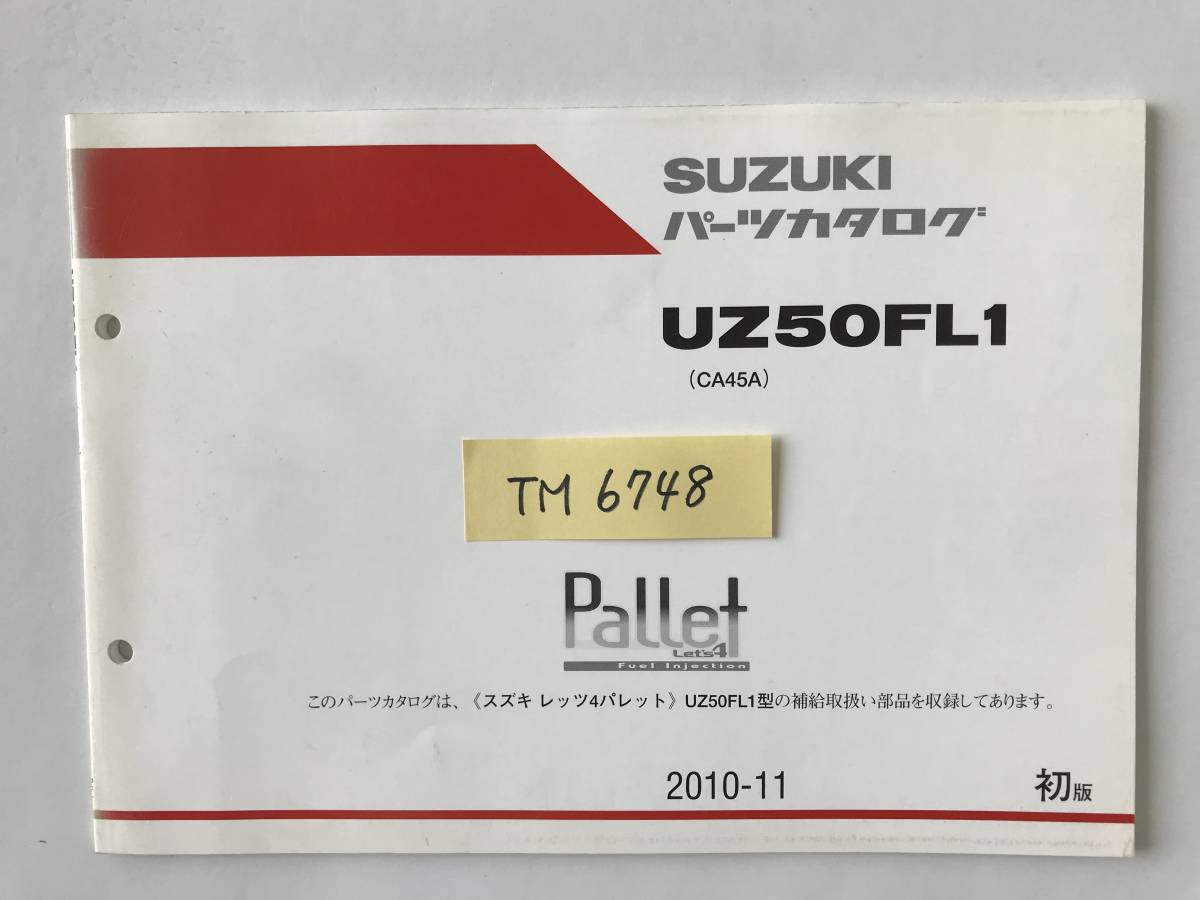 SUZUKI
パーツカタログ
UZ50FL1
(CA45A)
TM 6748
Pallet
Let's4
Fuel Injection
このパーツカタログは、《スズキ レッツ4パレット》UZ50FL1型の補給取扱い部品を収録してあります。
2010-11
初版